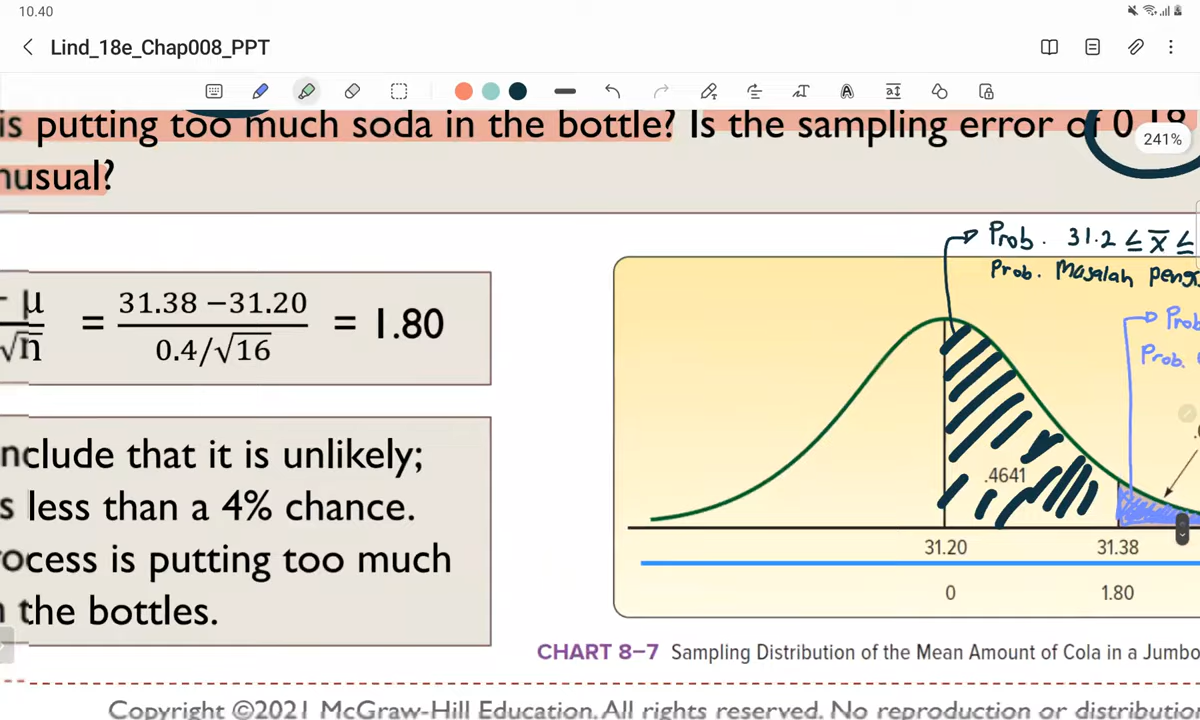 10.40
Lind_18e_Chap008_PPT
is putting too much soda in the bottle? Is the sampling error of 0.18
241%
nusual?
Prob. 31.2 ≤ x̅ ≤
Prob. Masalah
Prob. 
- μ
√n
= 31.38 −31.20 / 0.4/√16 = 1.80
nclude that it is unlikely;
s less than a 4% chance.
ocess is putting too much
n the bottles.
.4641
31.20 31.38
0 1.80
CHART 8–7 Sampling Distribution of the Mean Amount of Cola in a Jumbo
Copyright ©2021 McGraw-Hill Education. All rights reserved. No reproduction or